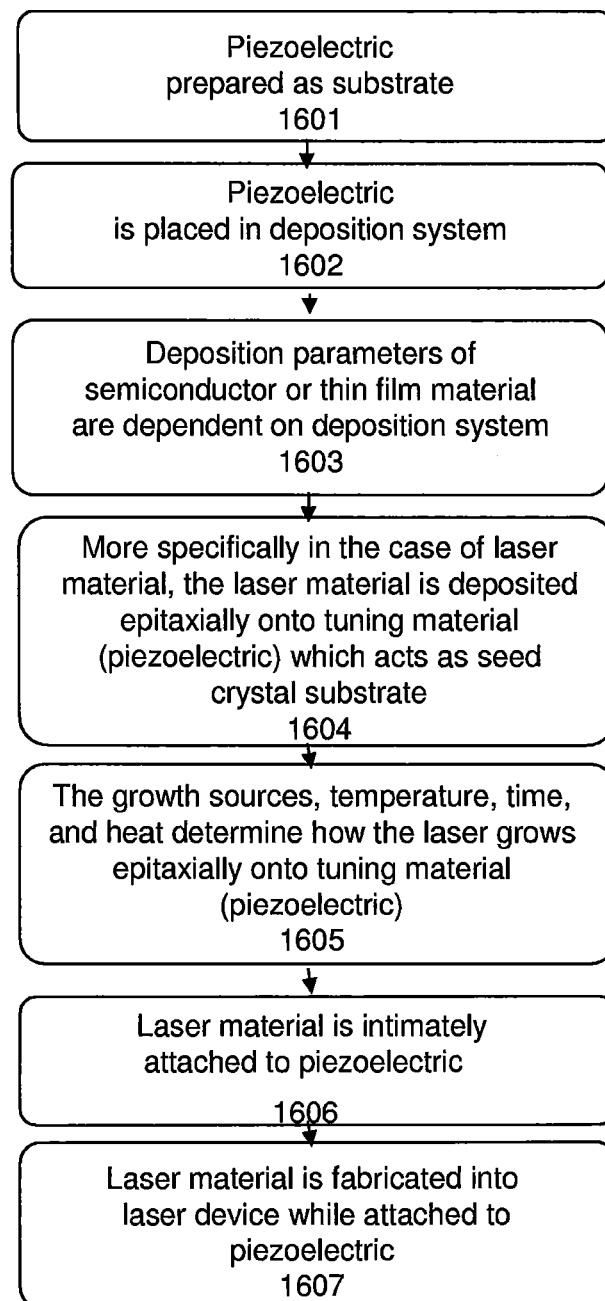 Piezoelectric
prepared as substrate
1601
Piezoelectric
is placed in deposition system
1602
Deposition parameters of
semiconductor or thin film material
are dependent on deposition system
1603
More specifically in the case of laser
material, the laser material is deposited
epitaxially onto tuning material
(piezoelectric) which acts as seed
crystal substrate
1604
The growth sources, temperature, time,
and heat determine how the laser grows
epitaxially onto tuning material
(piezoelectric)
1605
Laser material is intimately
attached to piezoelectric
1606
Laser material is fabricated into
laser device while attached to
piezoelectric
1607